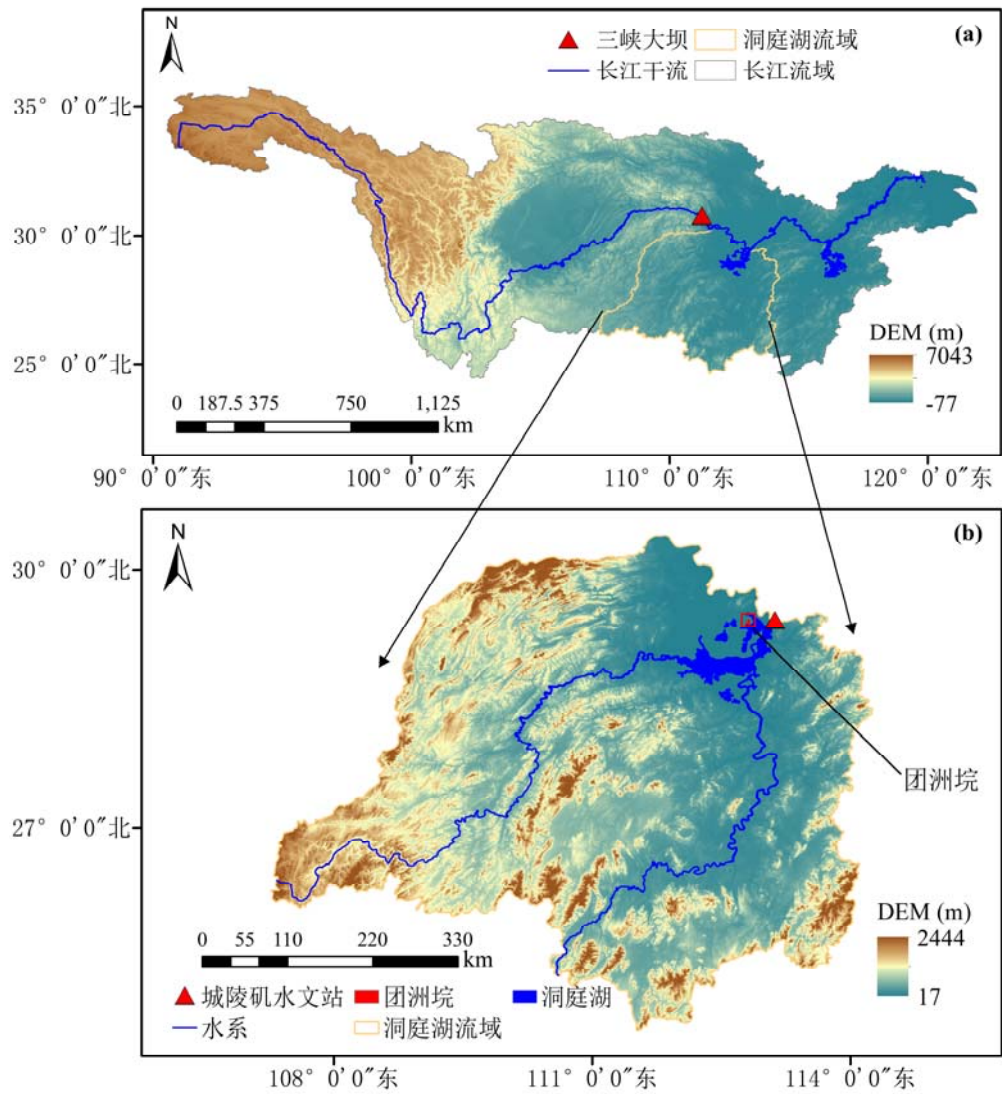 N
(a)
三峡大坝 洞庭湖流域
长江干流 长江流域
35° 0'0"北
30° 0'0"北
25° 0'0"北
DEM (m)
7043
-77
0 187.5 375 750 1,125
km
90° 0'0"东 100° 0'0"东 110° 0'0"东 120° 0'0"东
N
(b)
30° 0'0"北
团洲垸
27° 0'0"北
DEM (m)
2444
17
0 55 110 220 330
km
城陵矶水文站 团洲垸 洞庭湖
水系 洞庭湖流域
108° 0'0"东 111° 0'0"东 114° 0'0"东